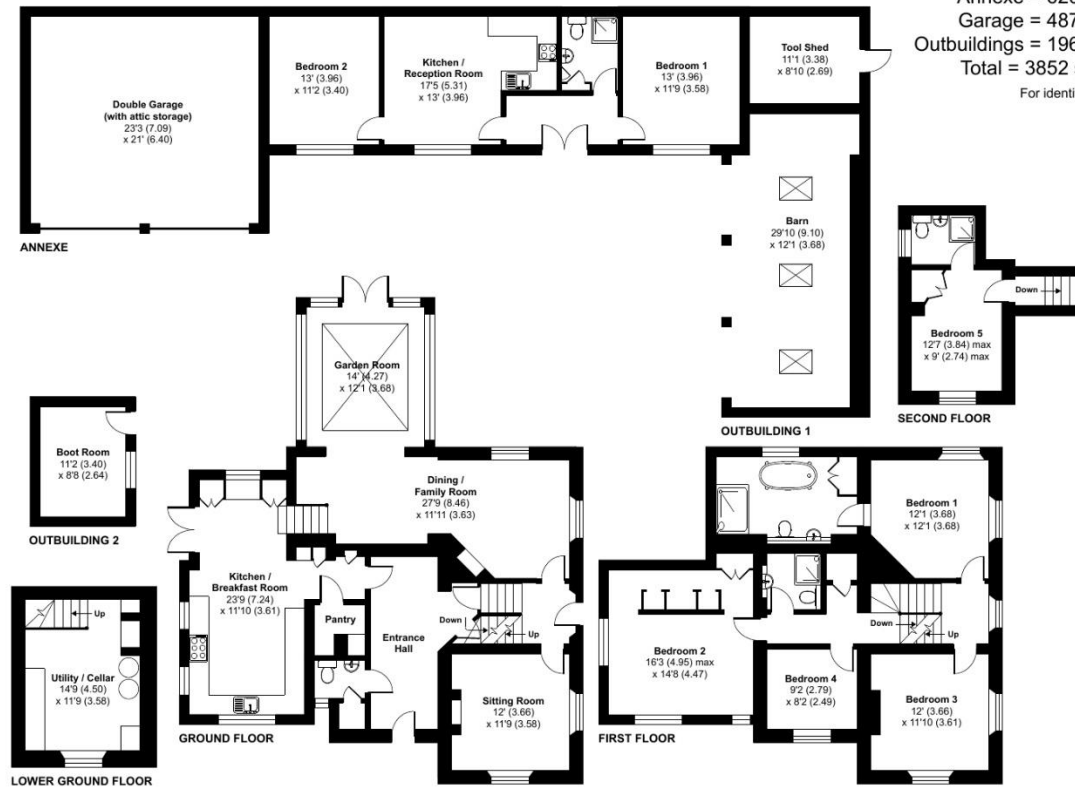 Garage = 487
Outbuildings = 196
Total = 3852
For identi
Double Garage
(with attic storage)
23'3 (7.09)
x 21' (6.40)
Bedroom 2
13' (3.96)
x 11'2 (3.40)
Kitchen /
Reception Room
17'5 (5.31)
x 13' (3.96)
Bedroom 1
13' (3.96)
x 11'9 (3.58)
Tool Shed
11'1 (3.38)
x 8'10 (2.69)
ANNEXE
Barn
29'10 (9.10)
x 12'1 (3.68)
OUTBUILDING 1
Down
Bedroom 5
12'7 (3.84) max
x 9' (2.74) max
SECOND FLOOR
Garden Room
14' (4.27)
x 12'1 (3.68)
Boot Room
11'2 (3.40)
x 8'8 (2.64)
OUTBUILDING 2
Dining /
Family Room
27'9 (8.46)
x 11'11 (3.63)
Kitchen /
Breakfast Room
23'9 (7.24)
x 11'10 (3.61)
Pantry
Entrance
Hall
Down
Up
Sitting Room
12' (3.66)
x 11'9 (3.58)
GROUND FLOOR
Up
Utility / Cellar
14'9 (4.50)
x 11'9 (3.58)
LOWER GROUND FLOOR
Bedroom 1
12'1 (3.68)
x 12'1 (3.68)
Bedroom 2
16'3 (4.95) max
x 14'8 (4.47)
Down
Up
Bedroom 4
9'2 (2.79)
x 8'2 (2.49)
Bedroom 3
12' (3.66)
x 11'10 (3.61)
FIRST FLOOR